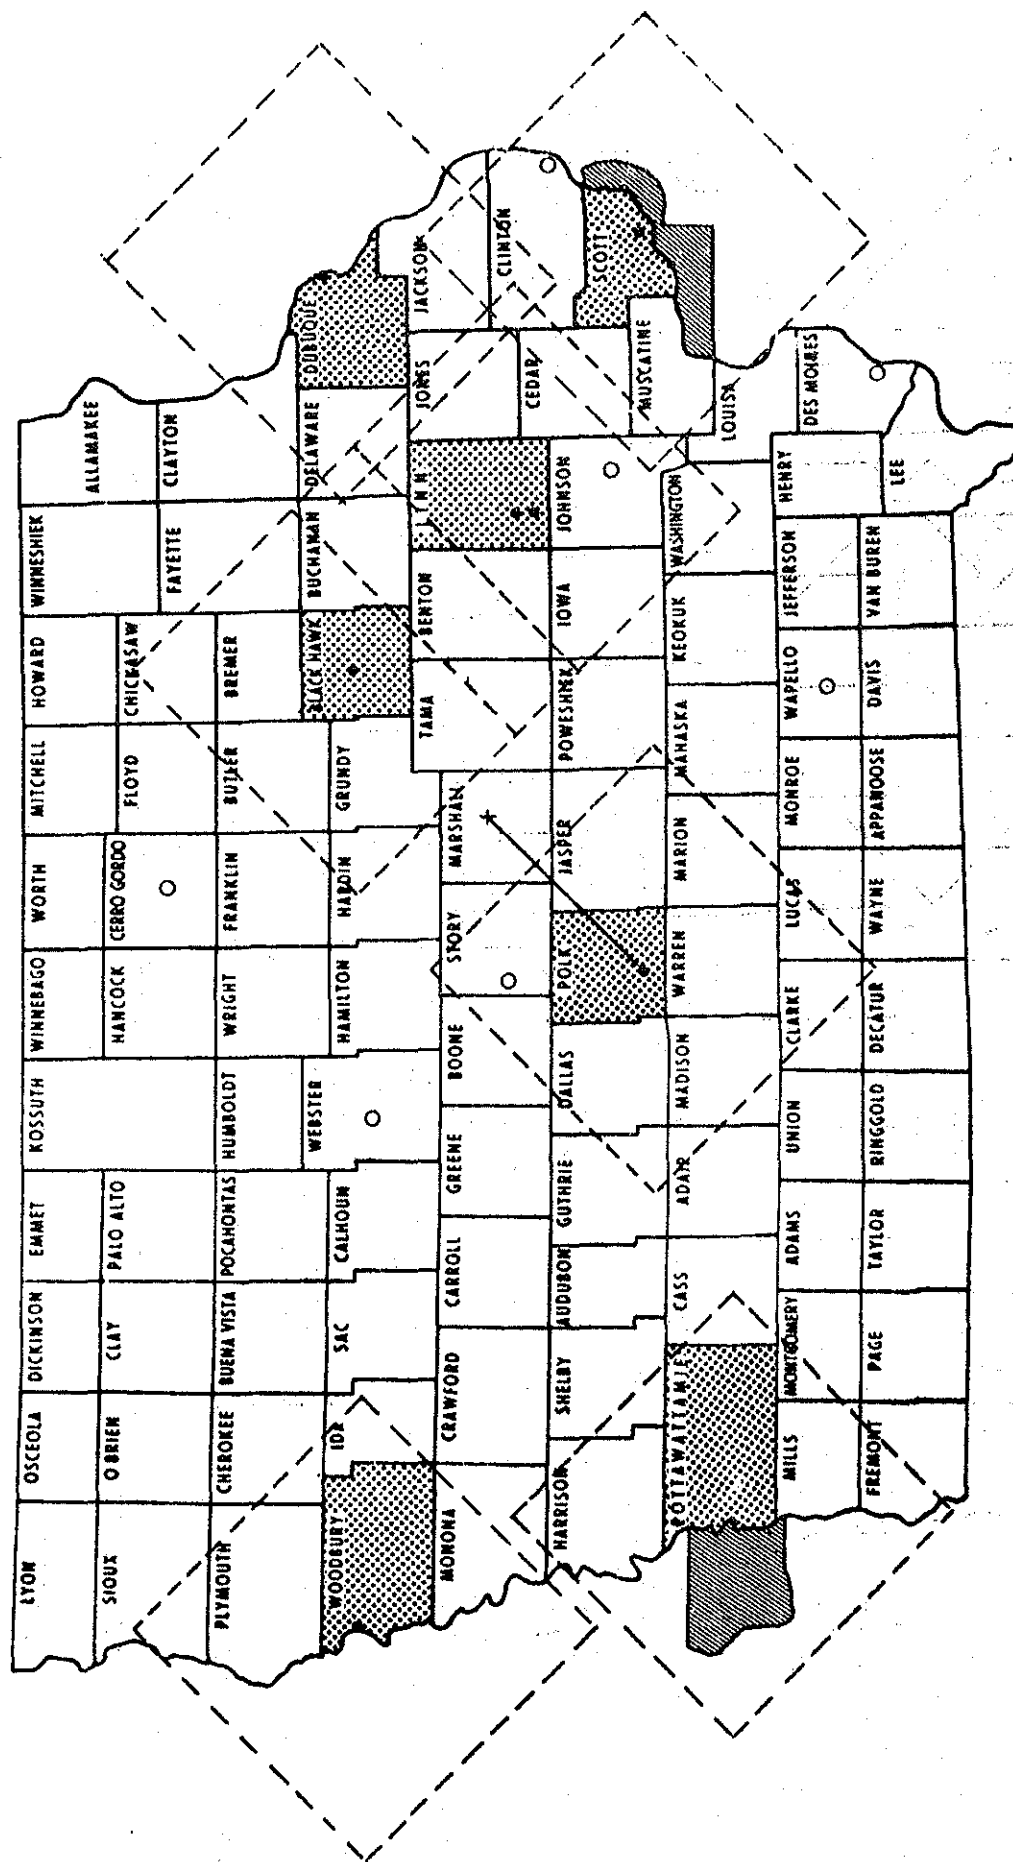 LYON
OSCEOLA
DICKINSON
EMMET
KOSSUTH
WINNEBAGO
WORTH
MITCHELL
HOWARD
WINNESHIEK
ALLAMAKEE
SIOUX
O BRIEN
CLAY
PALO ALTO
HANCOCK
CERRO GORDO
FLOYD
CHICKASAW
FAYETTE
CLAYTON
PLYMOUTH
CHEROKEE
BUENA VISTA
POCAHONTAS
HUMBOLDT
WRIGHT
FRANKLIN
BUTLER
BREMER
WOODBURY
IDA
SAC
CALHOUN
WEBSTER
HAMILTON
HARDIN
GRUNDY
BLACK HAWK
BUCHANAN
DELAWARE
DUBUQUE
MONONA
CRAWFORD
CARROLL
GREENE
BOONE
STORY
MARSHALL
TAMA
BENTON
LINN
JONES
JACKSON
HARRISON
SHELBY
AUDUBON
GUTHRIE
DALLAS
POLK
JASPER
POWESHIEK
IOWA
JOHNSON
CEDAR
CLINTON
SCOTT
MUSCATINE
POTTAWATTAMIE
CASS
ADAIR
MADISON
WARREN
MARION
MAHASKA
KEOKUK
WASHINGTON
LOUISA
MILLS
MONTGOMERY
ADAMS
UNION
CLARKE
LUCAS
MONROE
WAPELLO
JEFFERSON
HENRY
DES MOINES
FREMONT
PAGE
TAYLOR
RINGGOLD
DECATUR
WAYNE
APPANOOSE
DAVIS
VAN BUREN
LEE